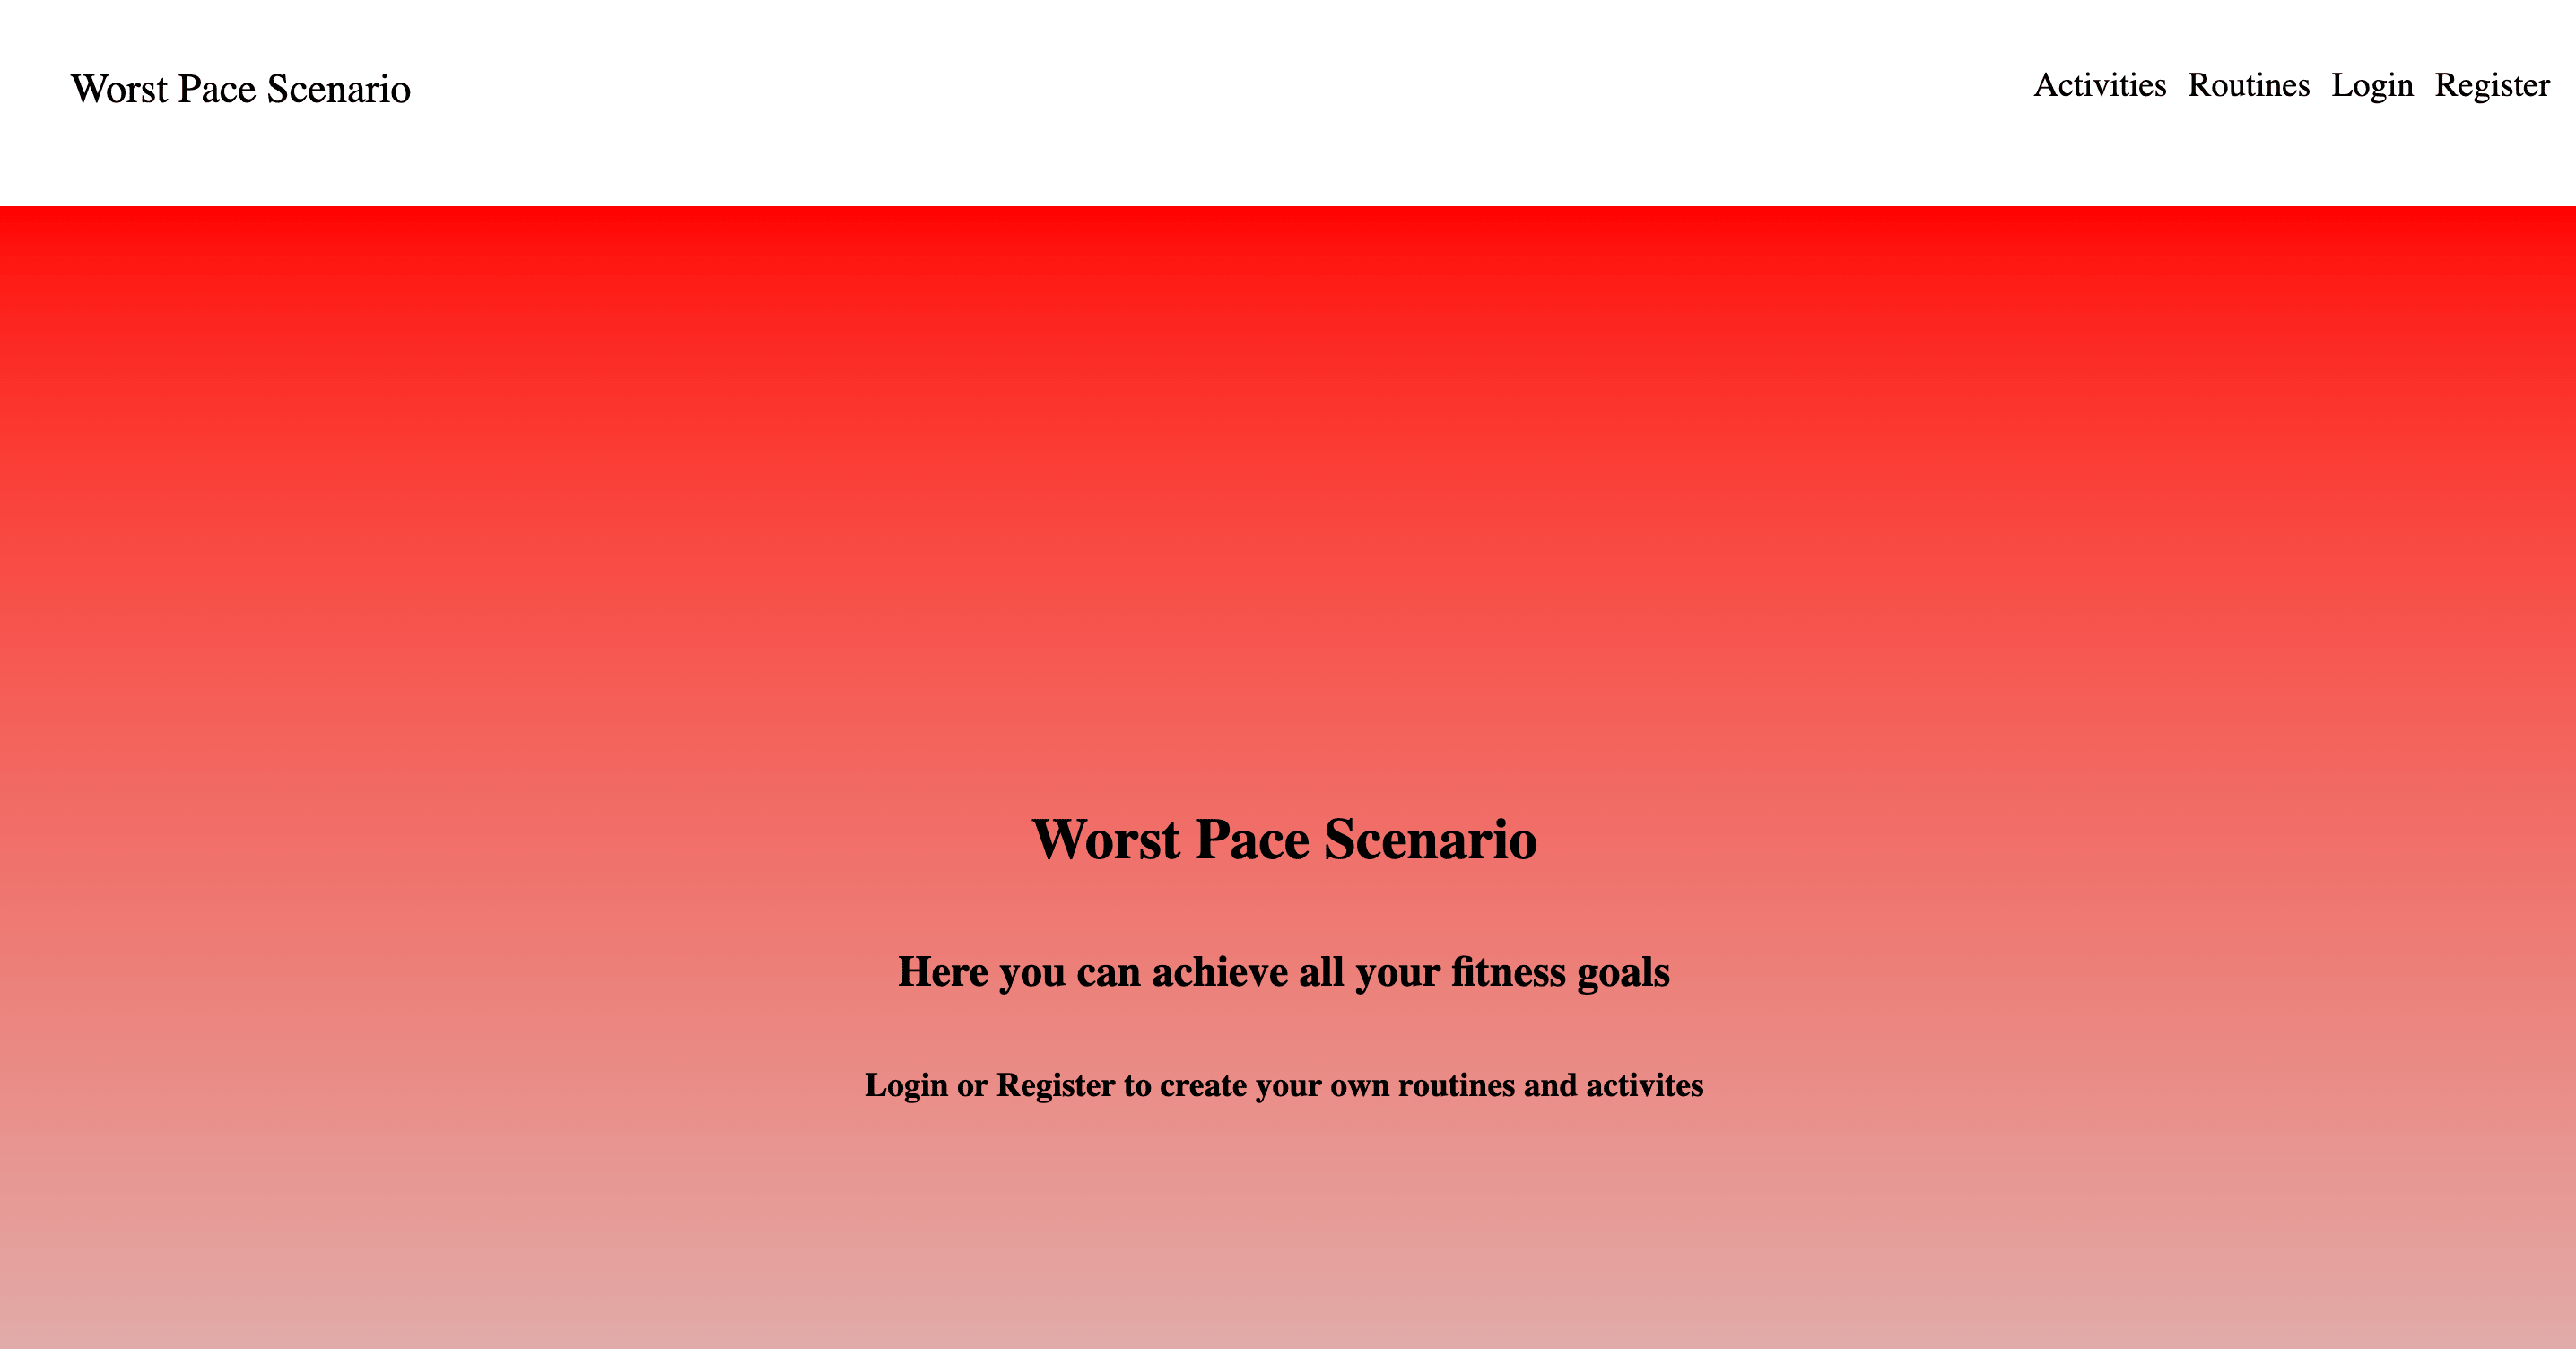 Worst Pace Scenario
Activities Routines Login Register
Worst Pace Scenario
Here you can achieve all your fitness goals
Login or Register to create your own routines and activites